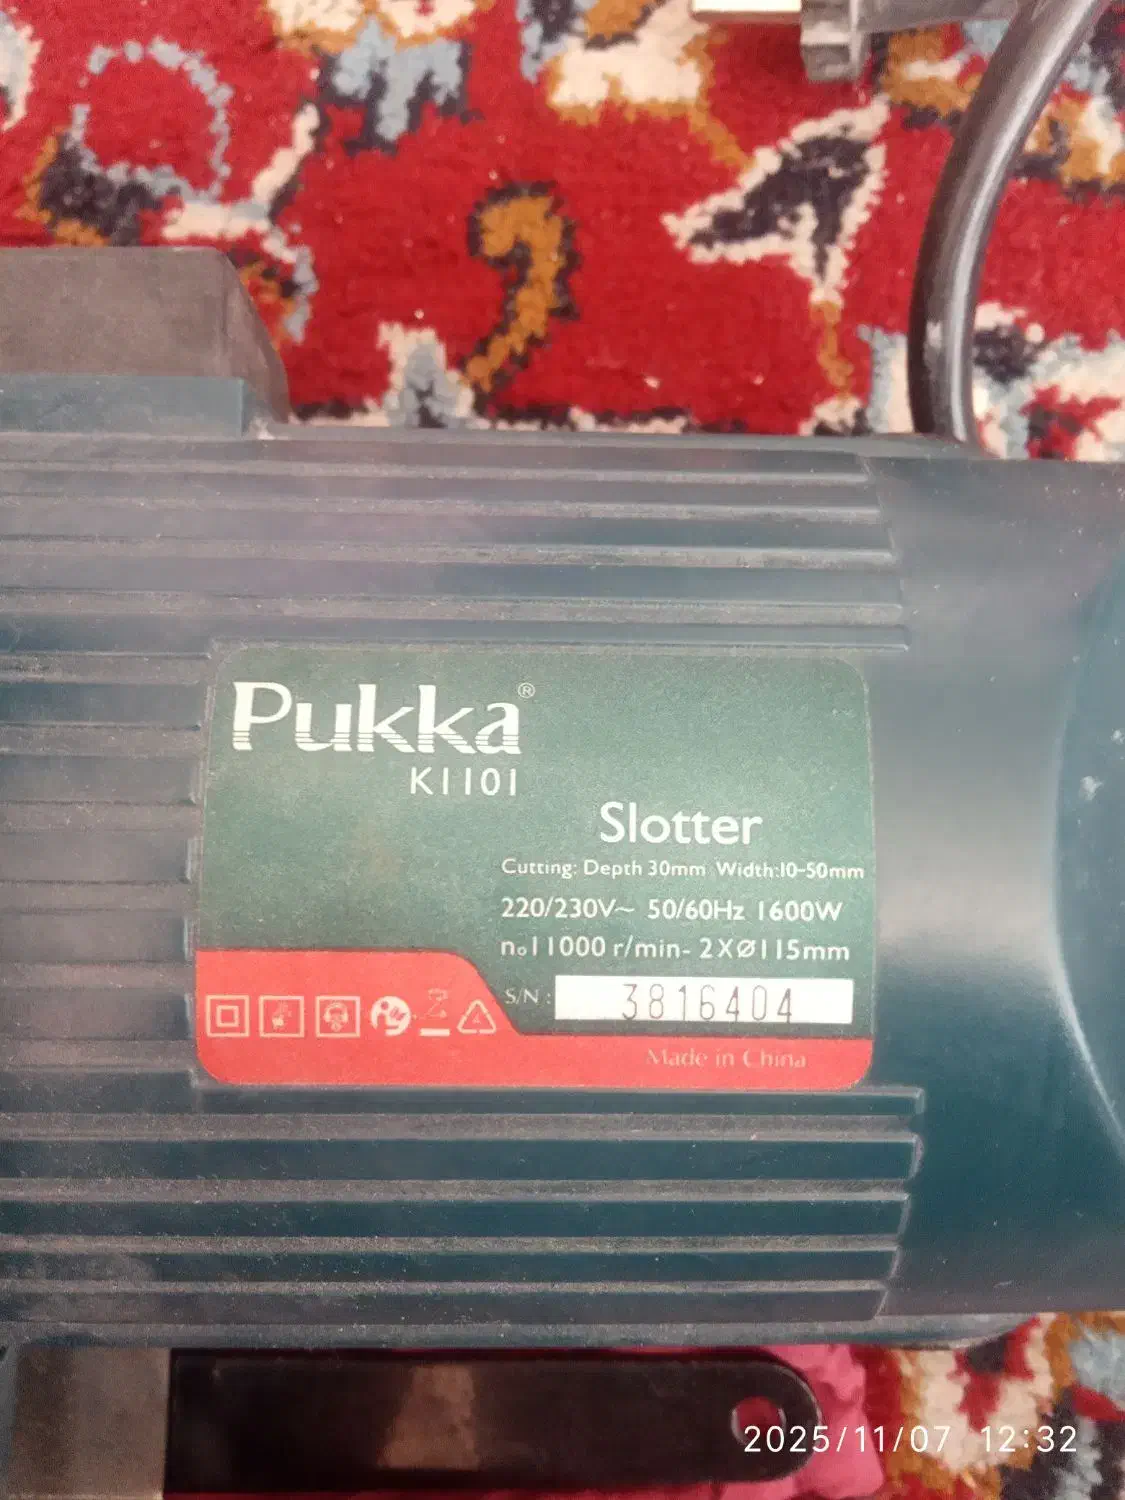 Pukka®
K1101
Slotter
Cutting: Depth 30mm Width:10-50mm
220/230V~ 50/60Hz 1600W
n₀11000 r/min- 2XØ115mm
S/N : 3816404
Made in China
2025/11/07 12:32